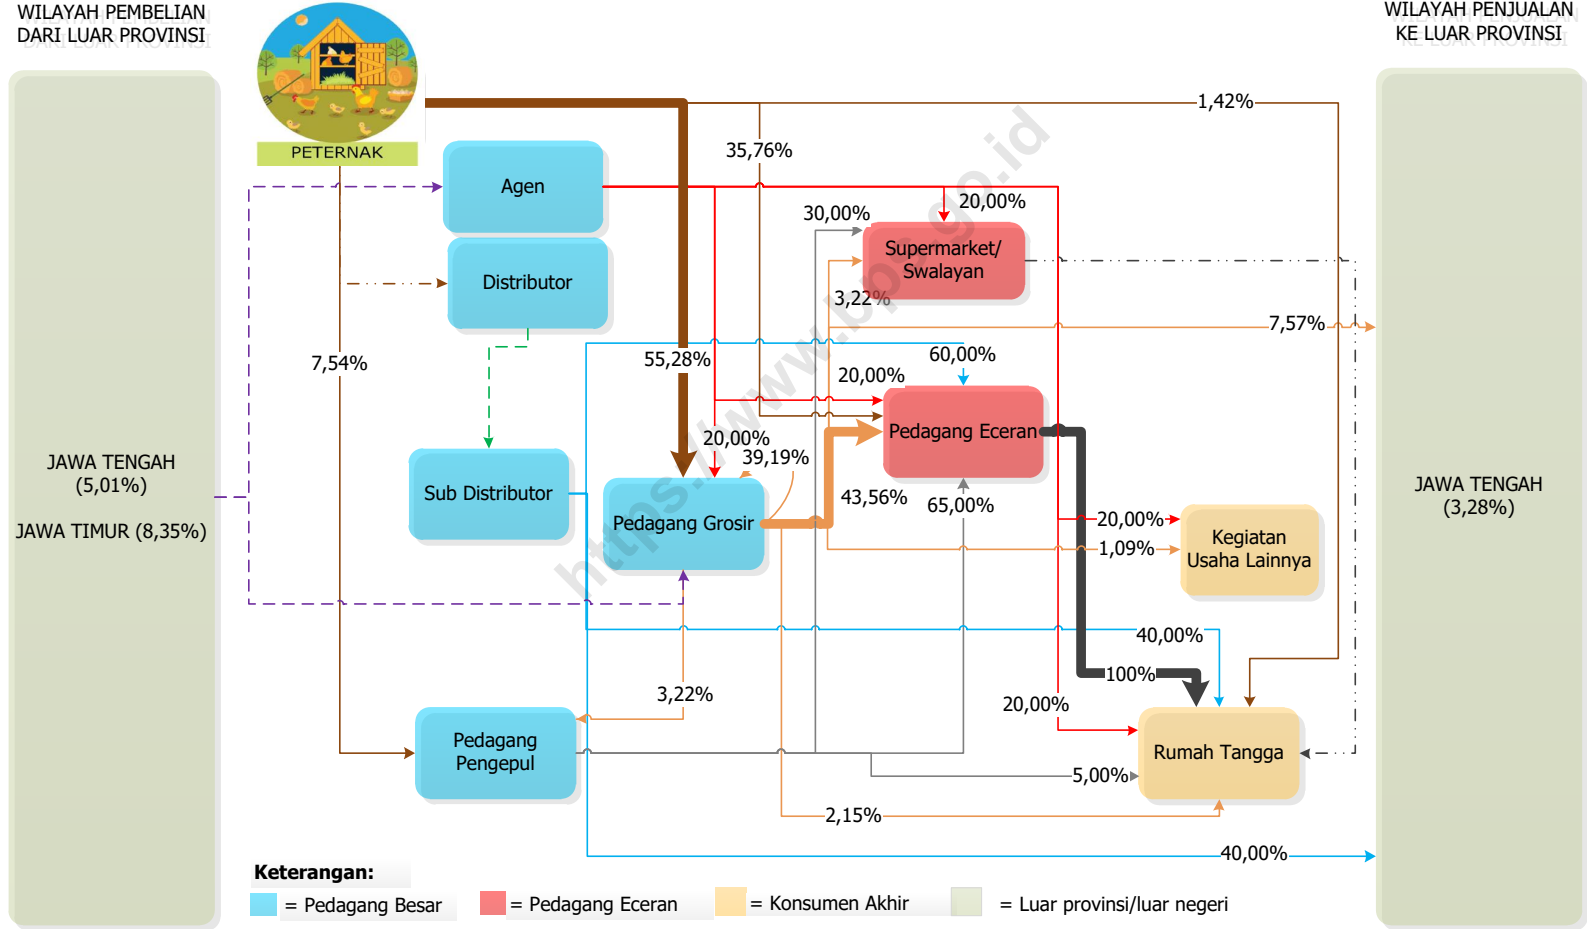 WILAYAH PEMBELIAN
DARI LUAR PROVINSI
WILAYAH PENJUALAN
KE LUAR PROVINSI
PETERNAK
1,42%
35,76%
Agen
30,00%
20,00%
Supermarket/
Swalayan
Distributor
3,22%
7,57%
7,54%
55,28%
60,00%
20,00%
Pedagang Eceran
20,00%
39,19%
JAWA TENGAH
(5,01%)
JAWA TIMUR (8,35%)
Sub Distributor
43,56%
65,00%
Pedagang Grosir
20,00%
1,09%
Kegiatan
Usaha Lainnya
JAWA TENGAH
(3,28%)
40,00%
100%
3,22%
20,00%
Pedagang
Pengepul
Rumah Tangga
5,00%
2,15%
40,00%
Keterangan:
= Pedagang Besar
= Pedagang Eceran
= Konsumen Akhir
= Luar provinsi/luar negeri
https://www.bps.go.id